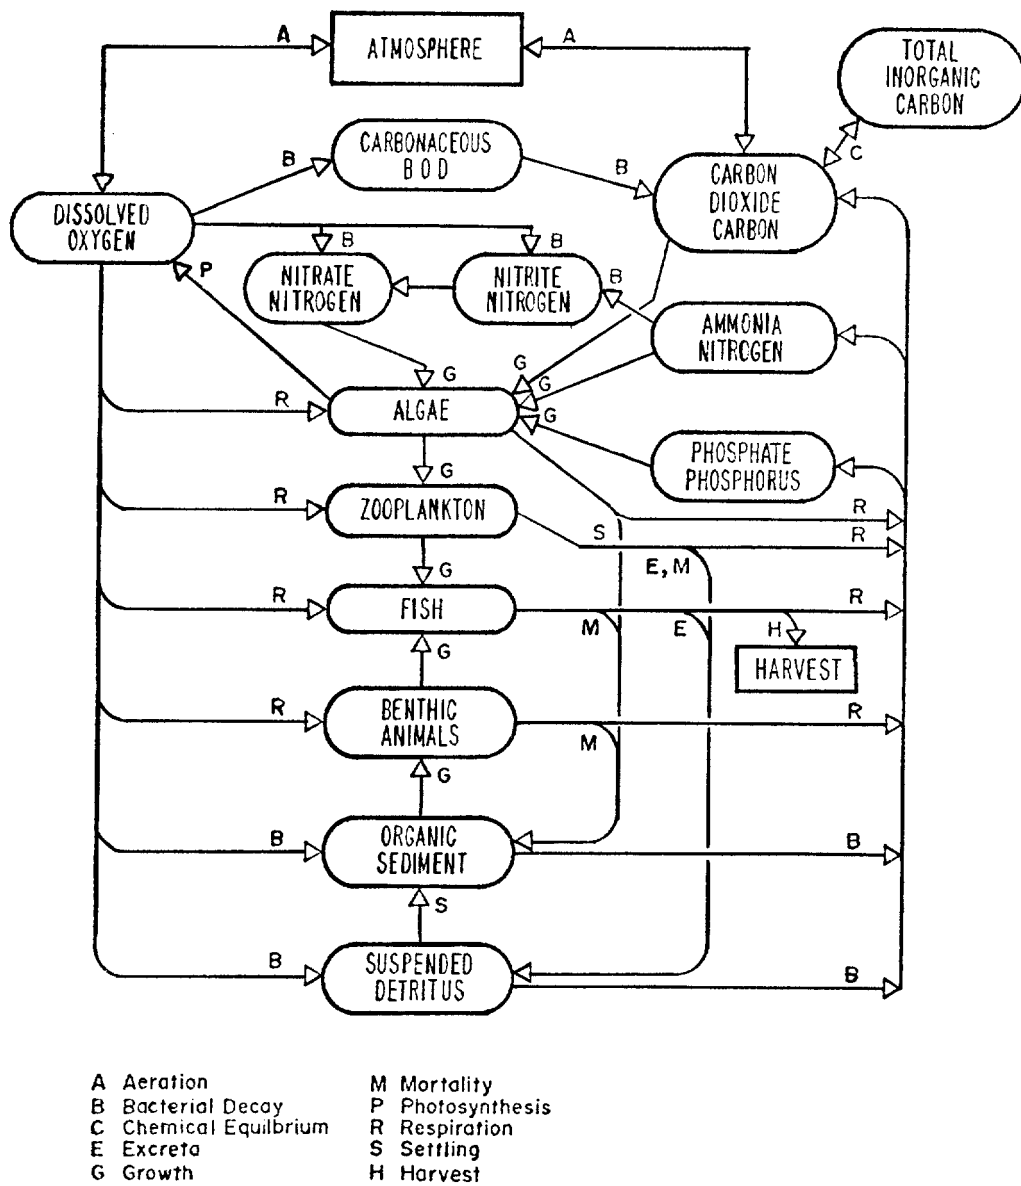 A
ATMOSPHERE
A
TOTAL
INORGANIC
CARBON
CARBONACEOUS
BOD
B
B
C
CARBON
DIOXIDE
CARBON
DISSOLVED
OXYGEN
B
B
P
NITRATE
NITROGEN
NITRITE
NITROGEN
B
AMMONIA
NITROGEN
G
G
G
R
ALGAE
G
PHOSPHATE
PHOSPHORUS
G
R
ZOOPLANKTON
R
S
R
E, M
G
R
FISH
R
M
E
H
HARVEST
G
R
BENTHIC
ANIMALS
R
M
G
B
ORGANIC
SEDIMENT
B
S
B
SUSPENDED
DETRITUS
B
A Aeration
B Bacterial Decay
C Chemical Equilbrium
E Excreta
G Growth
M Mortality
P Photosynthesis
R Respiration
S Settling
H Harvest